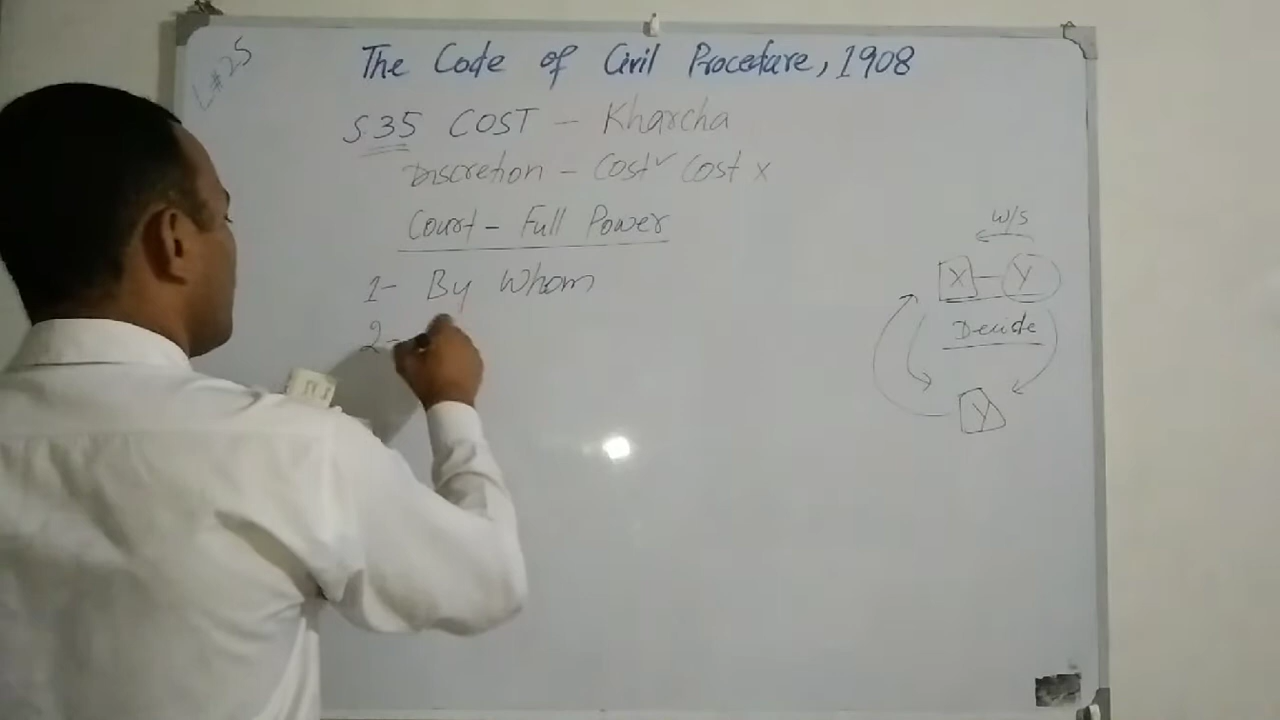 L#25
The Code of Civil Procedure, 1908
S.35 COST - Kharcha
Discretion - Cost✓ Cost x
Court - Full Power
1- By Whom
2-
W/S
X - Y
Decide
Y